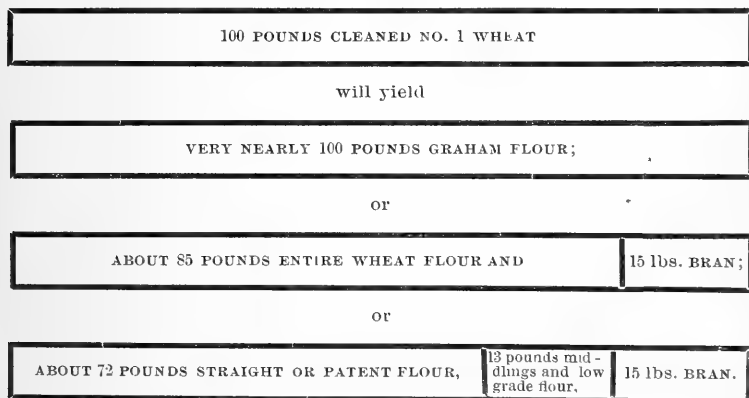 100 POUNDS CLEANED NO. 1 WHEAT
will yield
VERY NEARLY 100 POUNDS GRAHAM FLOUR;
or
ABOUT 85 POUNDS ENTIRE WHEAT FLOUR AND 15 lbs. BRAN;
or
ABOUT 72 POUNDS STRAIGHT OR PATENT FLOUR,
13 pounds mid-
dlings and low
grade flour,
15 lbs. BRAN.